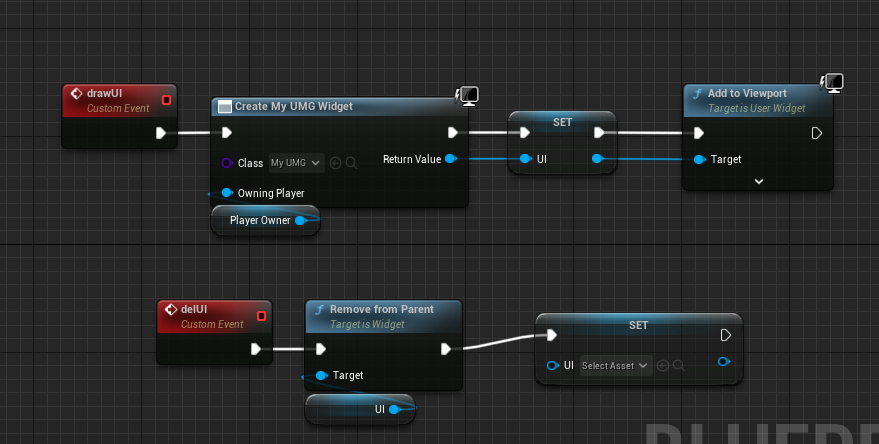 drawUI
Custom Event
Create My UMG Widget
Class My UMG
Return Value
Owning Player
Player Owner
SET
UI
Add to Viewport
Target is User Widget
Target
delUI
Custom Event
Remove from Parent
Target is Widget
Target
UI
SET
UI Select Asset